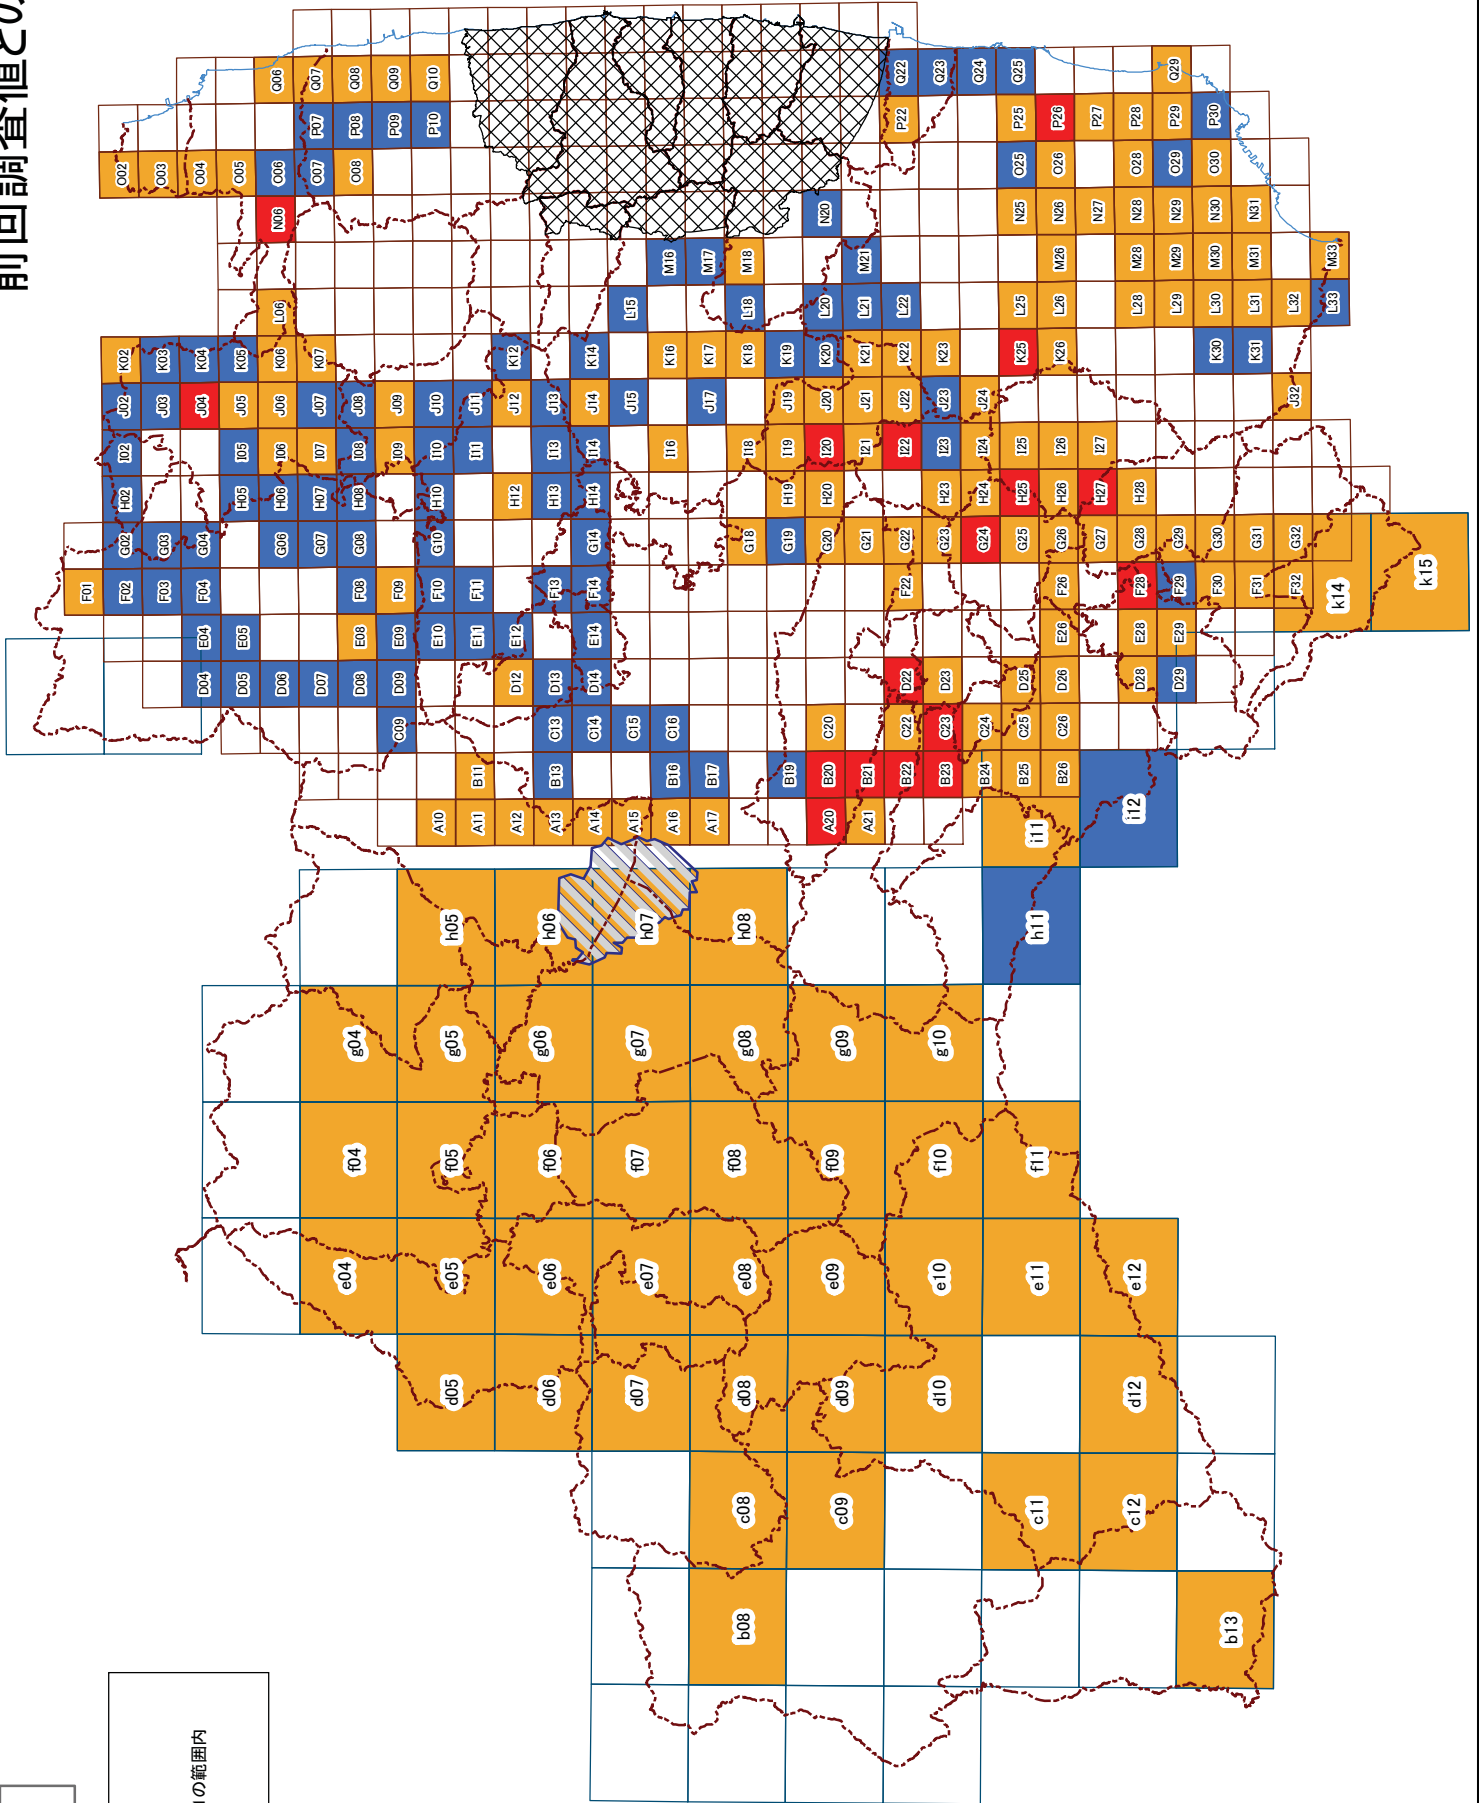 前回調査値との
の範囲内
F01
F02 G02 H02 I02 J02 K02 O02
F03 G03 J03 K03 O03
D04 E04 F04 G04 J04 K04 O04
D05 E05 H05 I05 J05 K05 O05
D06 G06 H06 I06 J06 K06 L06 N06 O06 Q06
D07 G07 H07 I07 J07 K07 O07 P07 Q07
e04 f04 g04
D08 E08 F08 G08 H08 I08 J08 O08 P08 Q08
C09 D09 E09 F09 I09 J09 P09 Q09
A10 E10 F10 G10 H10 I10 J10 P10 Q10
d05 e05 f05 g05 h05
A11 B11 E11 F11 I11 J11
A12 D12 E12 H12 J12 K12
d06 e06 f06 g06 h06
A13 B13 C13 D13 F13 H13 I13 J13
A14 C14 D14 E14 F14 G14 H14 I14 J14 K14
A15 C15 J15 L15
d07 e07 f07 g07 h07
A16 B16 C16 I16 K16 M16
A17 B17 J17 K17 M17
b08 c08 d08 e08 f08 g08 h08
G18 I18 K18 L18 M18
B19 G19 H19 I19 J19 K19
A20 B20 C20 G20 H20 I20 J20 K20 L20 N20
c09 d09 e09 f09 g09
A21 B21 G21 I21 J21 K21 L21 M21
B22 C22 D22 F22 G22 I22 J22 K22 L22 P22 Q22
d10 e10 f10 g10
B23 C23 D23 G23 H23 I23 J23 K23 Q23
B24 C24 G24 H24 I24 J24 Q24
B25 C25 D25 G25 H25 I25 K25 L25 N25 O25 P25 Q25
c11 e11 f11 h11 i11
B26 C26 D26 E26 F26 G26 H26 I26 K26 L26 M26 N26 O26 P26
G27 H27 I27 N27 P27
c12 d12 e12 i12
D28 E28 F28 G28 H28 L28 M28 N28 O28 P28
D29 E29 F29 G29 L29 M29 N29 O29 P29 Q29
F30 G30 K30 L30 M30 N30 O30 P30
b13
F31 G31 K31 L31 M31 N31
F32 G32 J32 L32
L33 M33
k14
k15